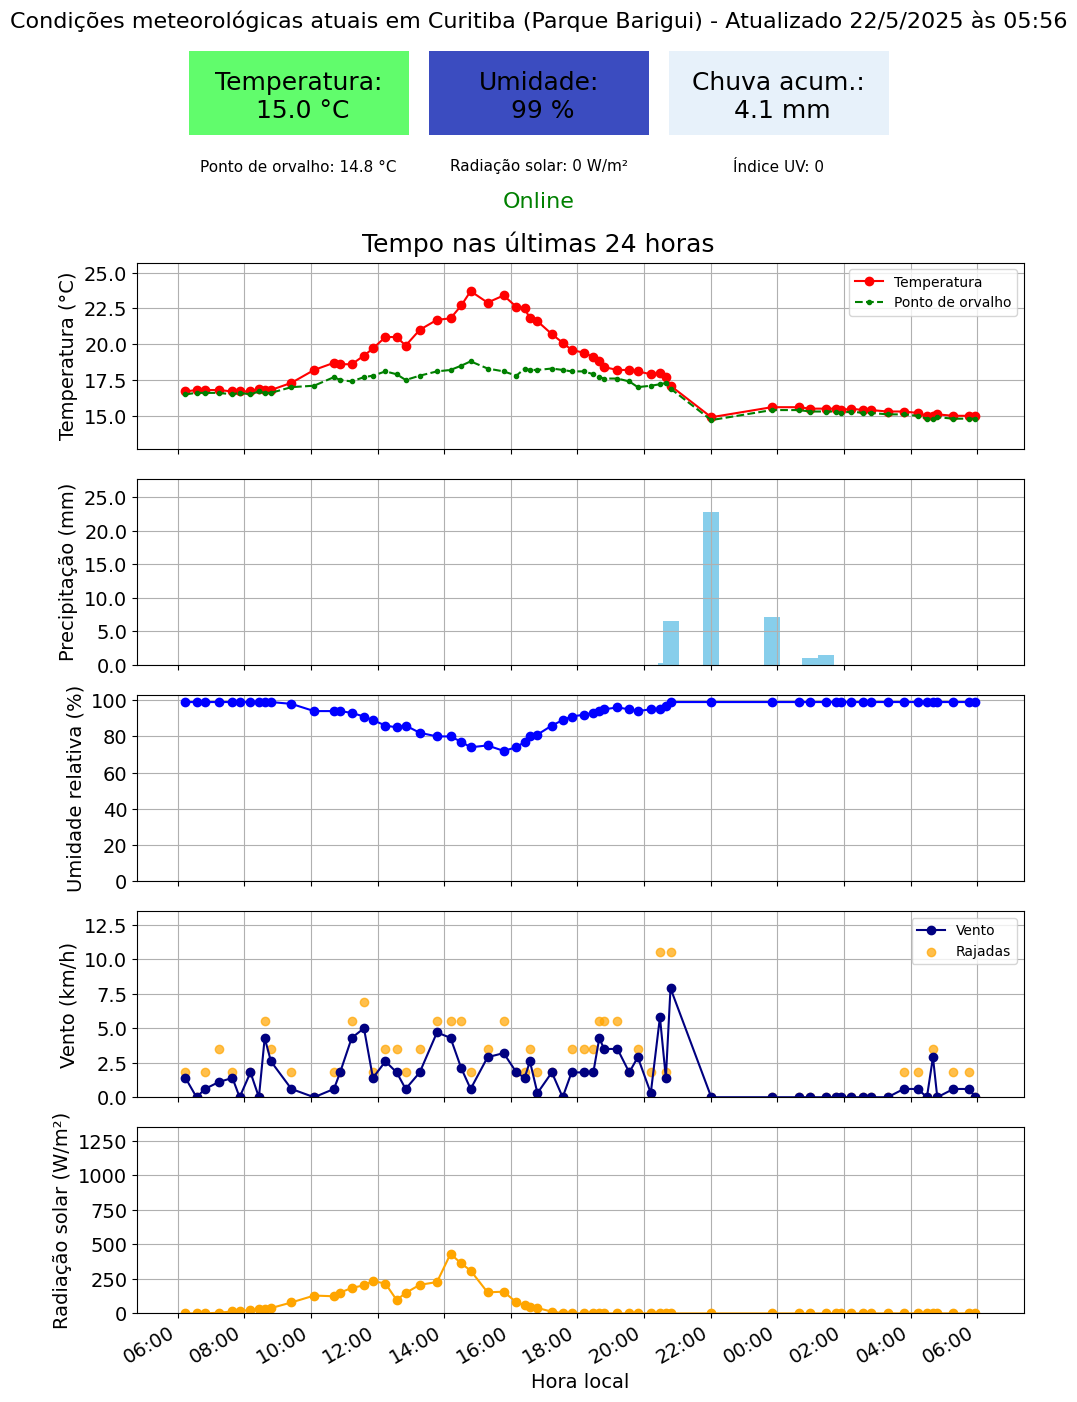 Condições meteorológicas atuais em Curitiba (Parque Barigui) - Atualizado 22/5/2025 às 05:56
Temperatura:
15.0 °C
Umidade:
99 %
Chuva acum.:
4.1 mm
Ponto de orvalho: 14.8 °C
Radiação solar: 0 W/m²
Índice UV: 0
Online
Tempo nas últimas 24 horas
Temperatura (°C)
25.0
22.5
20.0
17.5
15.0
Temperatura
Ponto de orvalho
Precipitação (mm)
25.0
20.0
15.0
10.0
5.0
0.0
Umidade relativa (%)
100
80
60
40
20
0
Vento (km/h)
12.5
10.0
7.5
5.0
2.5
0.0
Vento
Rajadas
Radiação solar (W/m²)
1250
1000
750
500
250
0
06:00
08:00
10:00
12:00
14:00
16:00
18:00
20:00
22:00
00:00
02:00
04:00
06:00
Hora local